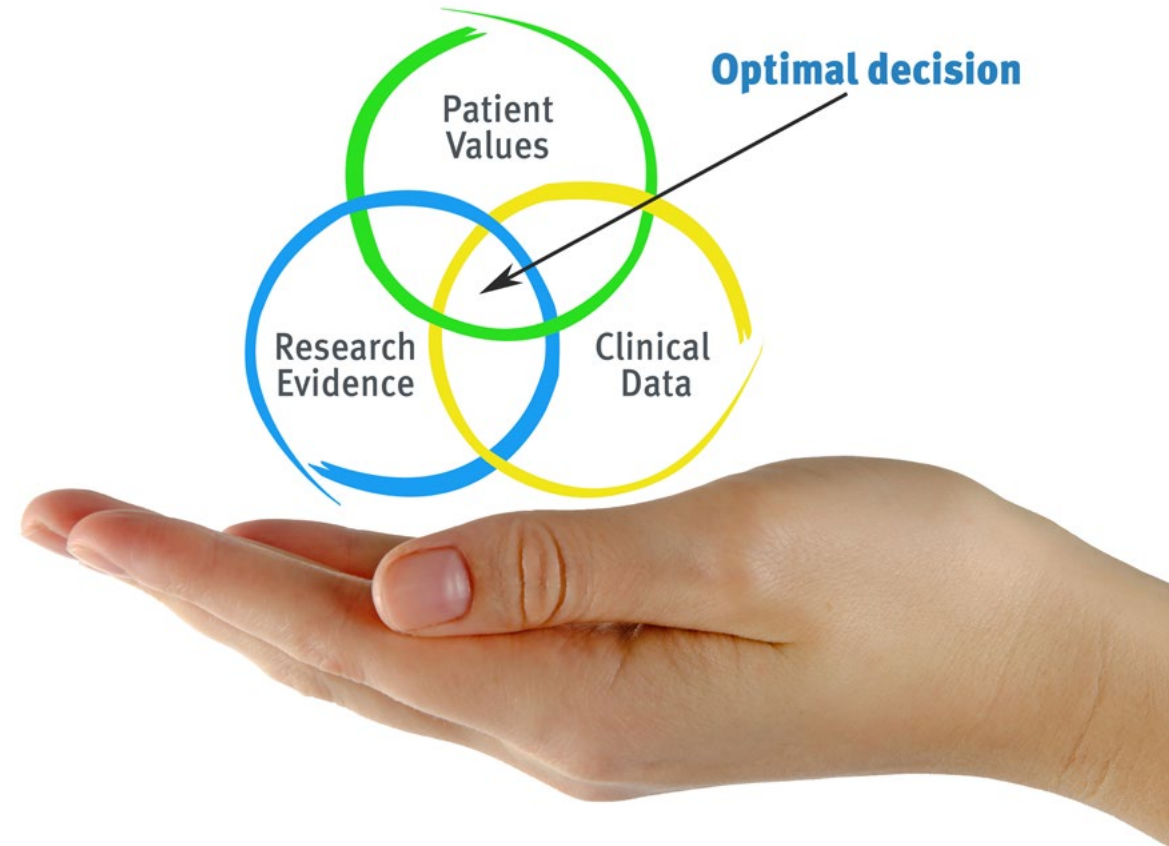 Optimal decision
Patient
Values
Research
Evidence
Clinical
Data